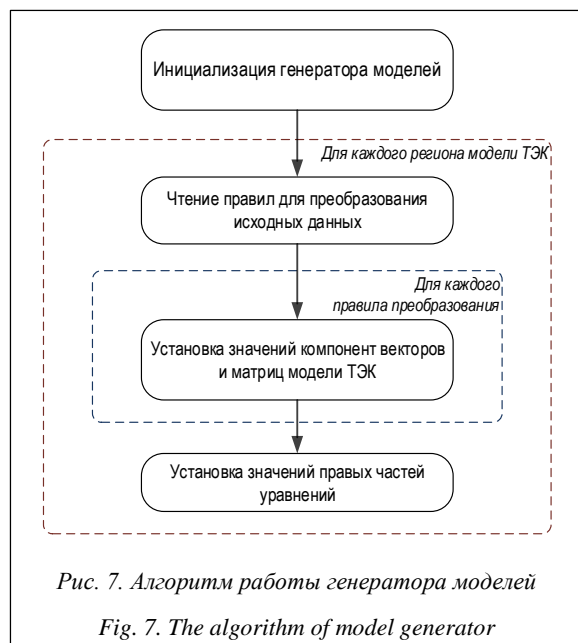 Инициализация генератора моделей
Для каждого региона модели ТЭК
Чтение правил для преобразования
исходных данных
Для каждого
правила преобразования
Установка значений компонент векторов
и матриц модели ТЭК
Установка значений правых частей
уравнений
Рис. 7. Алгоритм работы генератора моделей
Fig. 7. The algorithm of model generator